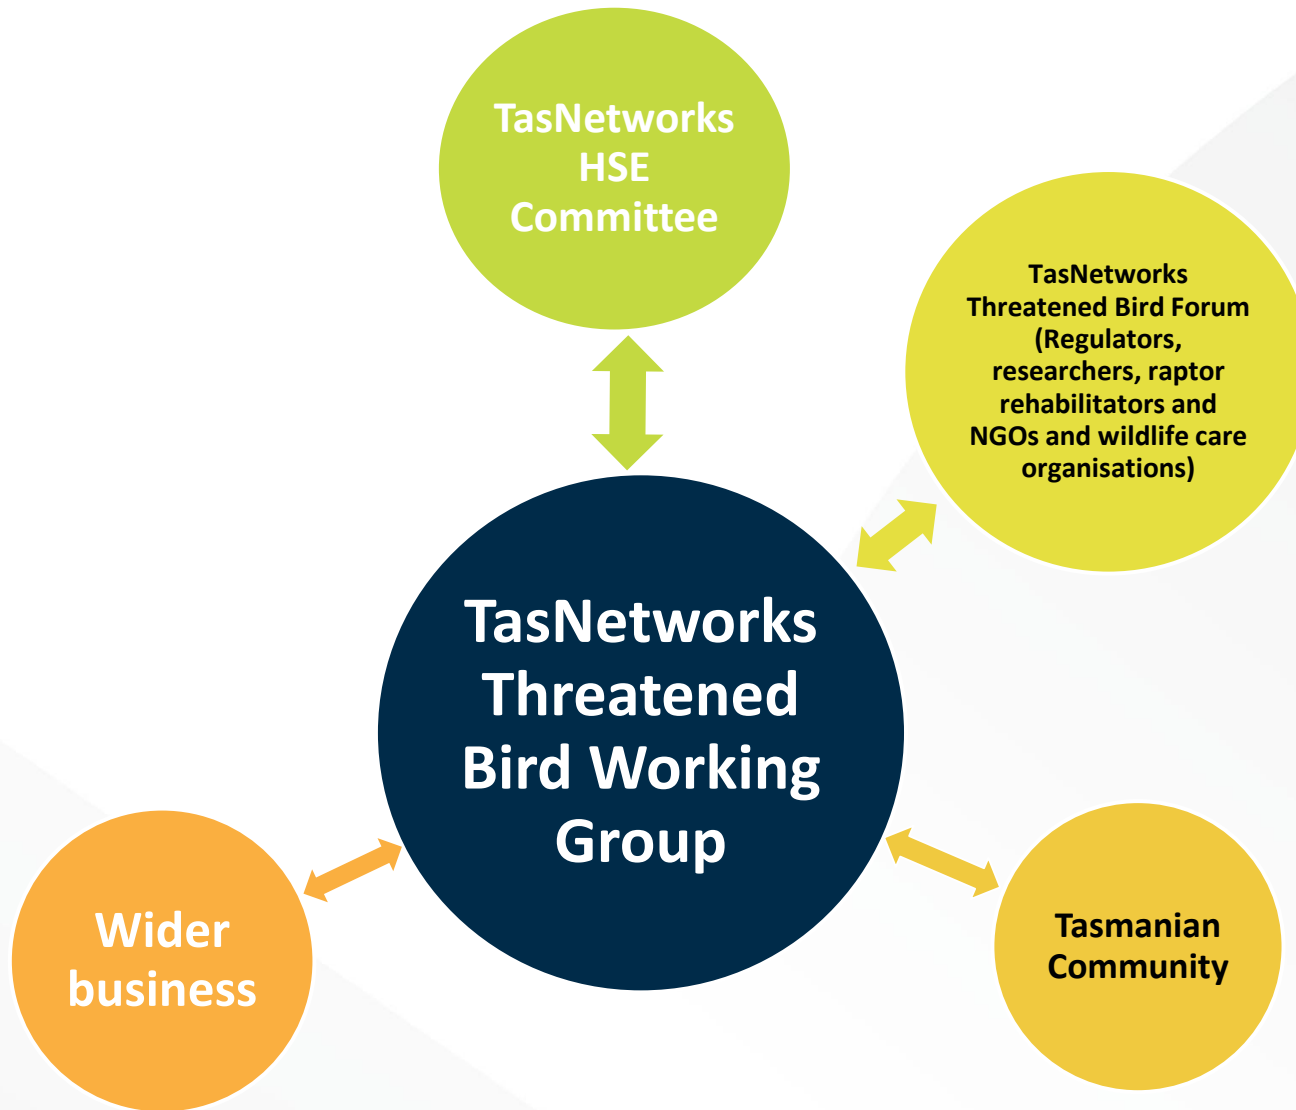 TasNetworks
HSE
Committee
TasNetworks
Threatened Bird Forum
(Regulators,
researchers, raptor
rehabilitators and
NGOs and wildlife care
organisations)
TasNetworks
Threatened
Bird Working
Group
Wider
business
Tasmanian
Community